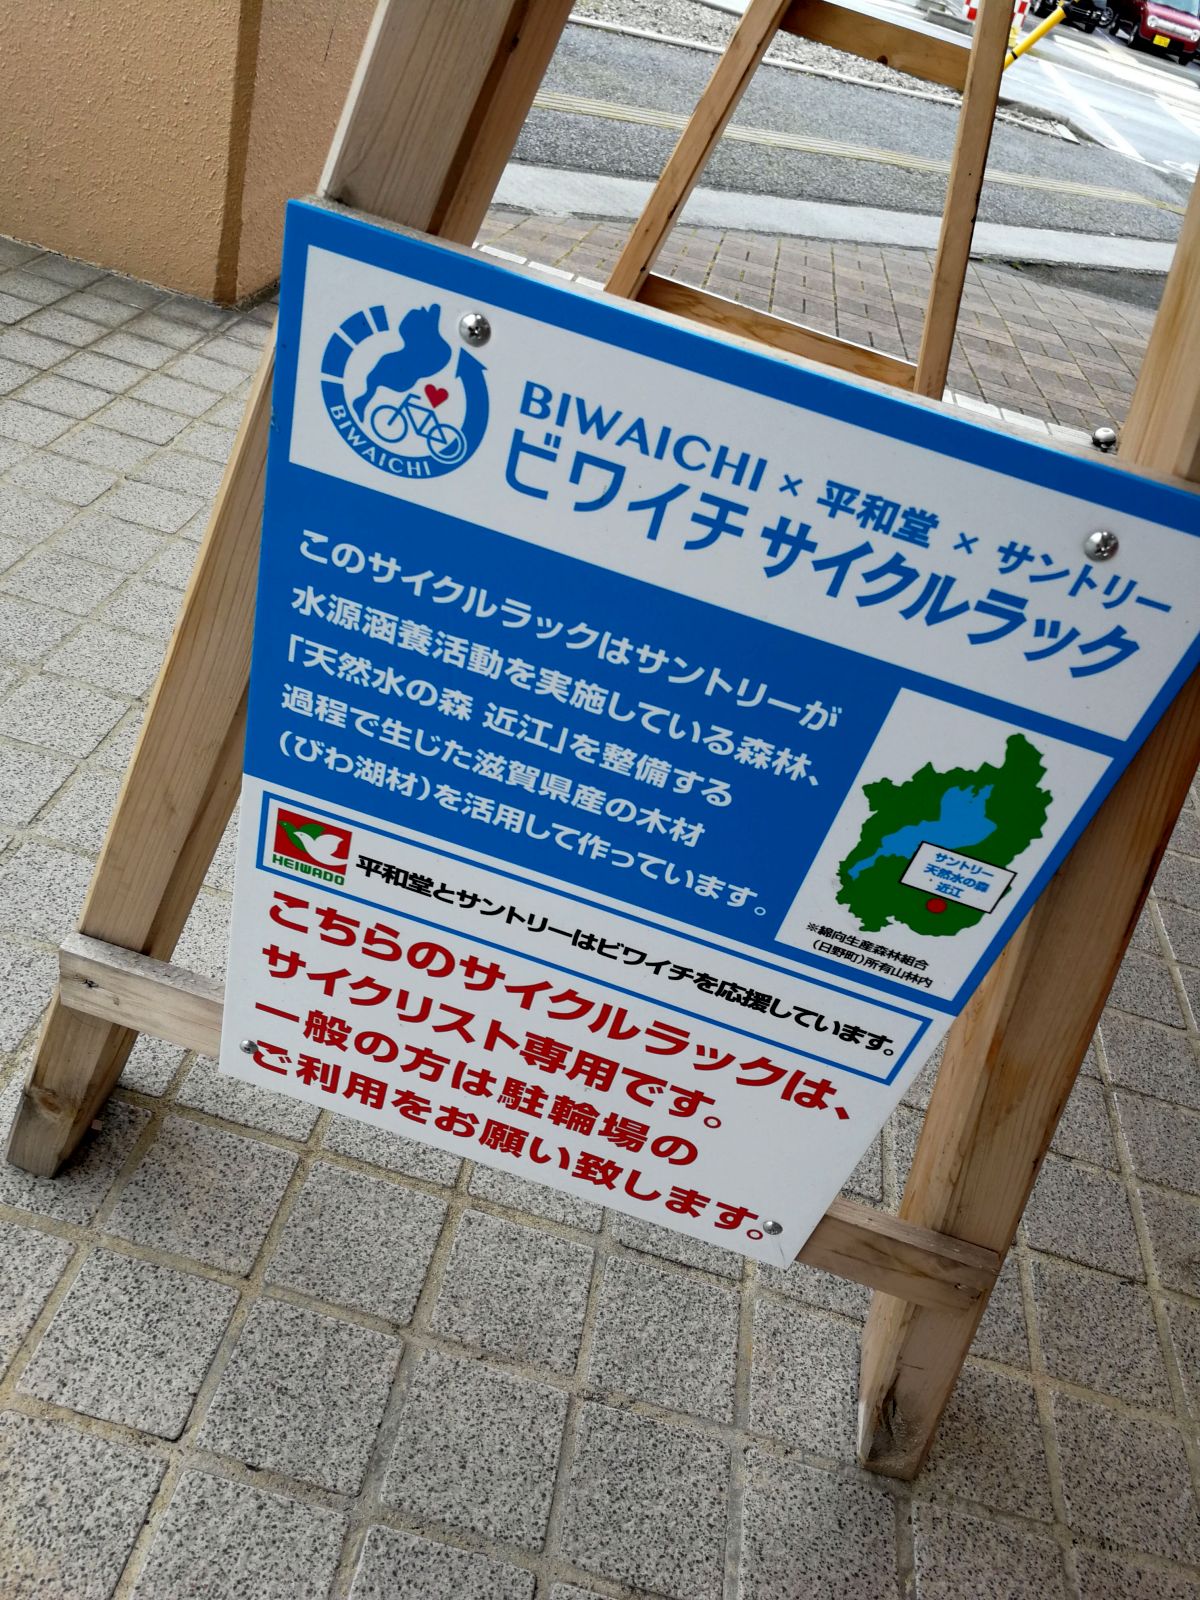 BIWAICHI
BIWAICHI × 平和堂 × サントリー
ビワイチ サイクルラック
このサイクルラックはサントリーが
水源涵養活動を実施している森林、
「天然水の森 近江」を整備する
過程で生じた滋賀県産の木材
(びわ湖材)を活用して作っています。
サントリー
天然水の森
近江
※綿向生産森林組合
(日野町)所有山林内
HEIWADO
平和堂とサントリーはビワイチを応援しています。
こちらのサイクルラックは、
サイクリスト専用です。
一般の方は駐輪場の
ご利用をお願い致します。